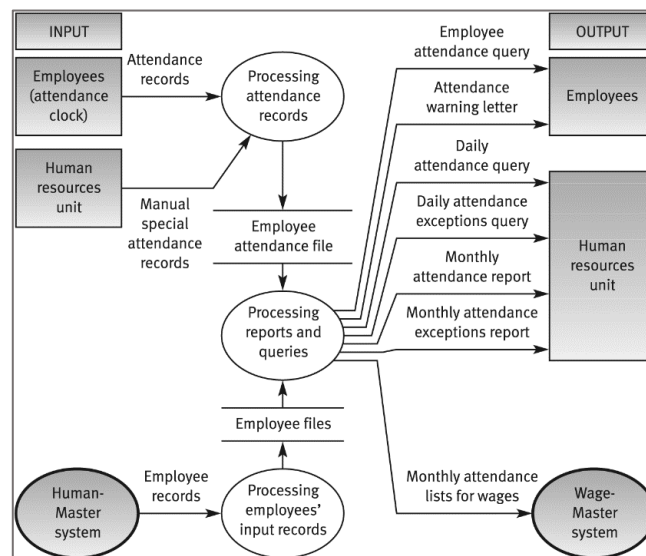 INPUT
OUTPUT
Employee
attendance query
Employees
(attendance
clock)
Attendance
records
Processing
attendance
records
Attendance
warning letter
Employees
Human
resources
unit
Manual
special
attendance
records
Daily
attendance query
Employee
attendance file
Daily attendance
exceptions query
Human
resources
unit
Monthly
attendance report
Processing
reports and
queries
Monthly attendance
exceptions report
Employee files
Human-
Master
system
Employee
records
Processing
employees'
input records
Monthly attendance
lists for wages
Wage-
Master
system